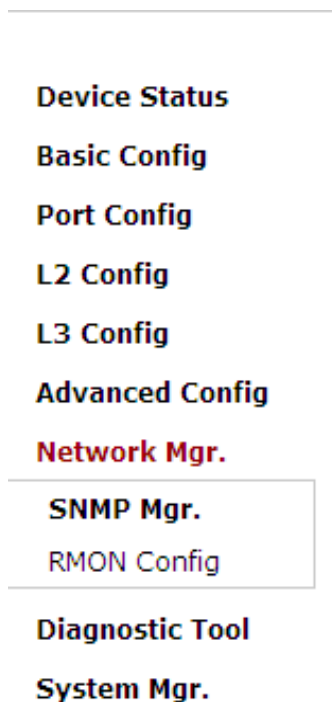 Device Status
Basic Config
Port Config
L2 Config
L3 Config
Advanced Config
Network Mgr.
SNMP Mgr.
RMON Config
Diagnostic Tool
System Mgr.